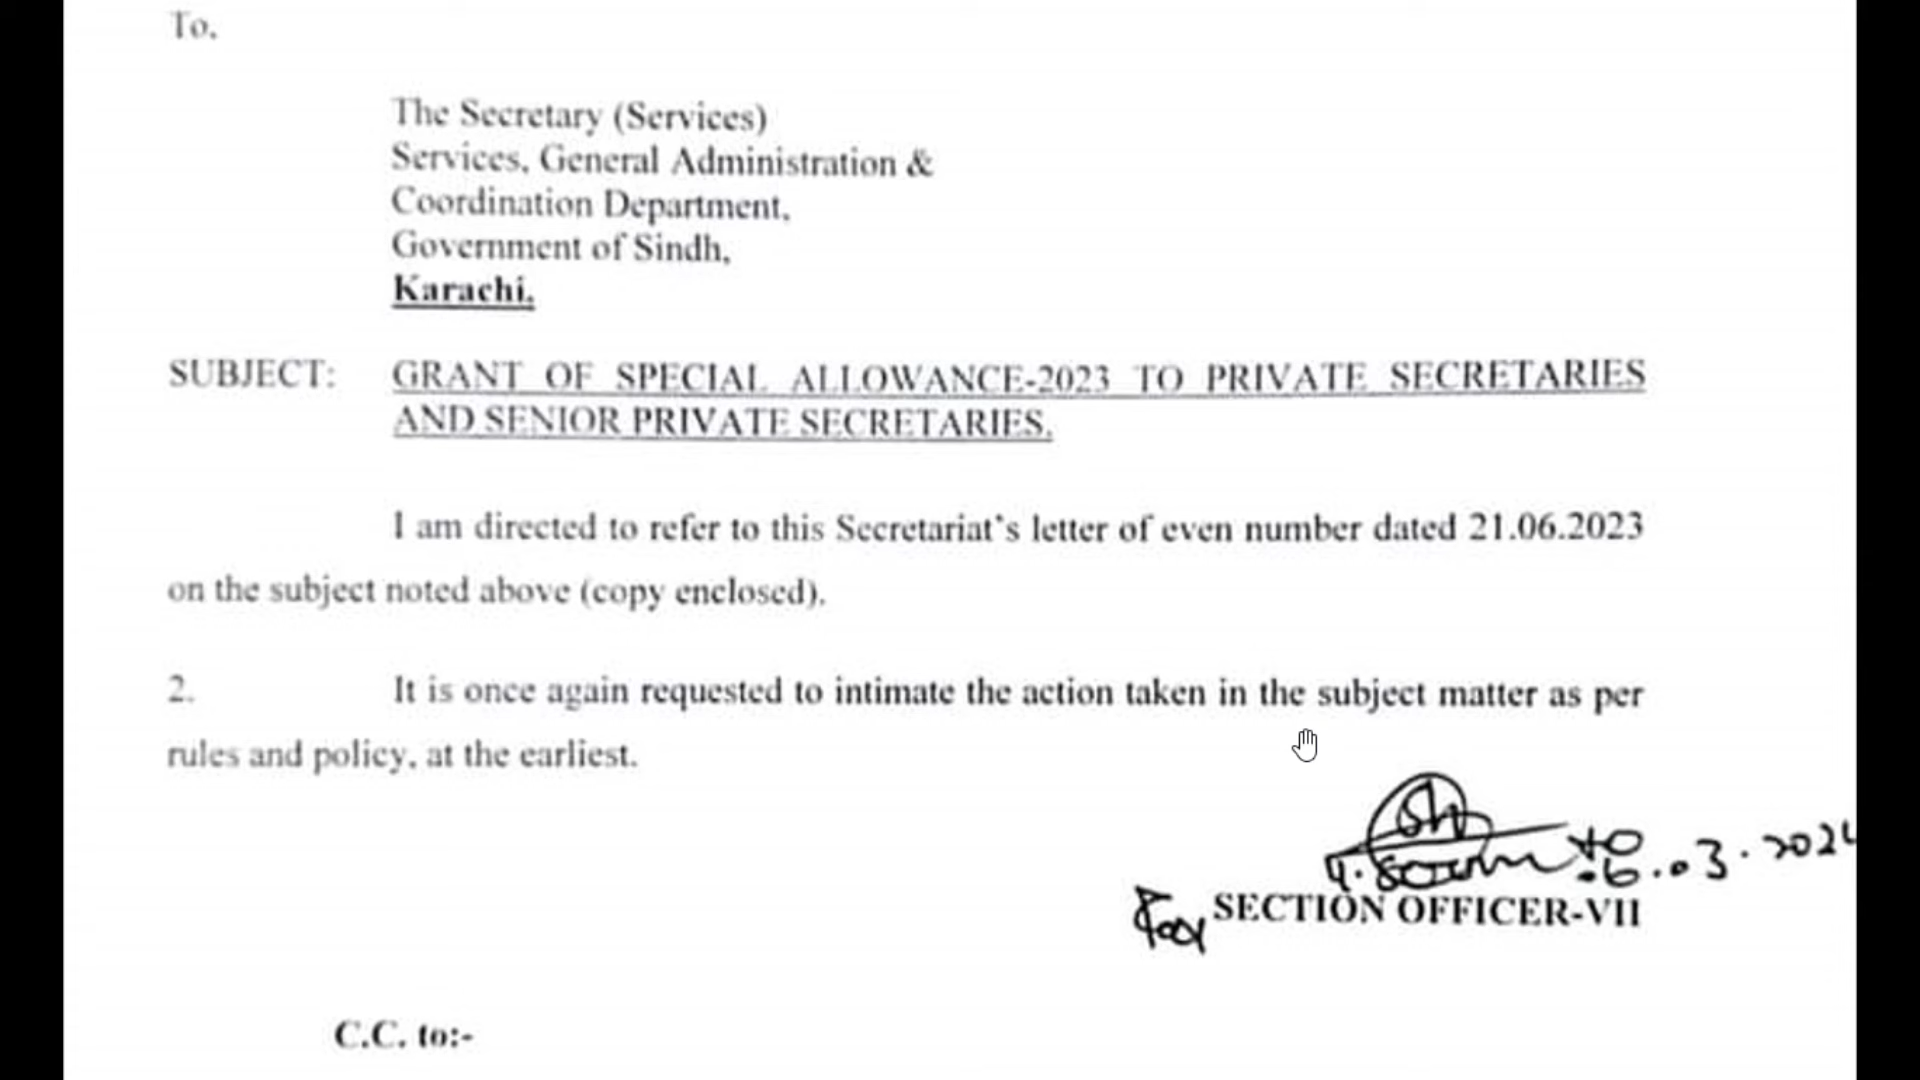 To,
The Secretary (Services)
Services, General Administration &
Coordination Department,
Government of Sindh,
Karachi.
SUBJECT: GRANT OF SPECIAL ALLOWANCE-2023 TO PRIVATE SECRETARIES
AND SENIOR PRIVATE SECRETARIES.
I am directed to refer to this Secretariat's letter of even number dated 21.06.2023
on the subject noted above (copy enclosed).
2. It is once again requested to intimate the action taken in the subject matter as per
rules and policy, at the earliest.
06.03.2024
For SECTION OFFICER-VII
C.C. to:-